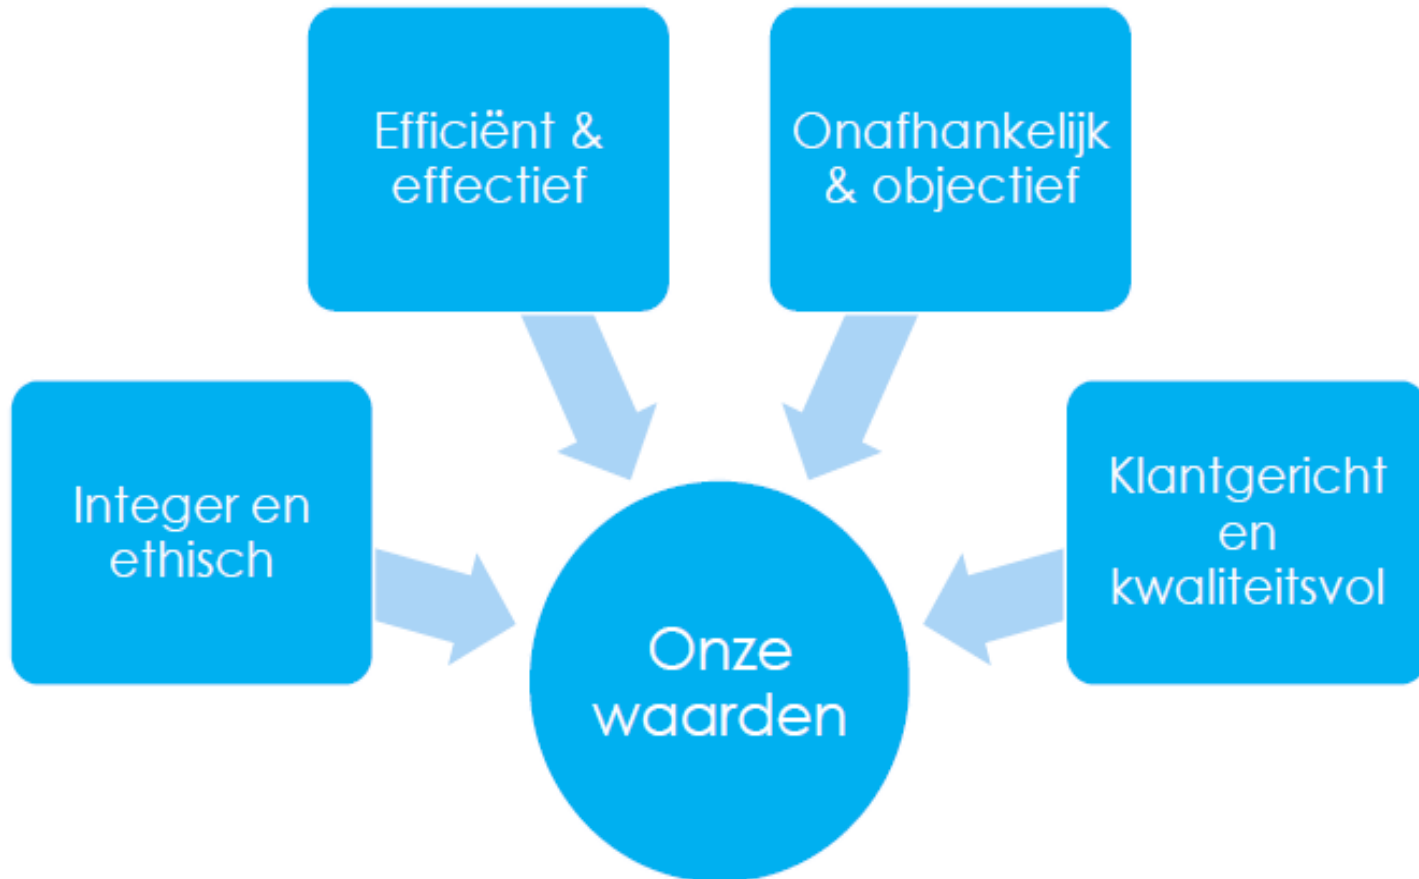 Efficiënt &
effectief
Onafhankelijk
& objectief
Integer en
ethisch
Klantgericht
en
kwaliteitsvol
Onze
waarden